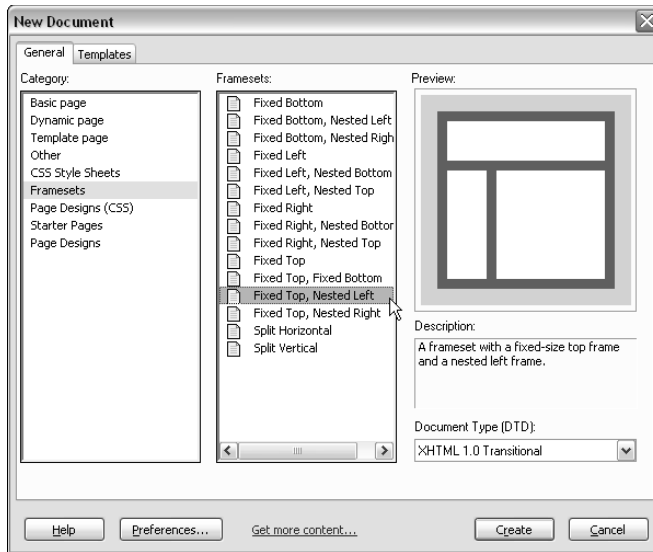 New Document
General
Templates
Category:
Basic page
Dynamic page
Template page
Other
CSS Style Sheets
Framesets
Page Designs (CSS)
Starter Pages
Page Designs
Framesets:
Fixed Bottom
Fixed Bottom, Nested Left
Fixed Bottom, Nested Righ
Fixed Left
Fixed Left, Nested Bottom
Fixed Left, Nested Top
Fixed Right
Fixed Right, Nested Bottor
Fixed Right, Nested Top
Fixed Top
Fixed Top, Fixed Bottom
Fixed Top, Nested Left
Fixed Top, Nested Right
Split Horizontal
Split Vertical
Preview:
Description:
A frameset with a fixed-size top frame
and a nested left frame.
Document Type (DTD):
XHTML 1.0 Transitional
Help
Preferences...
Get more content...
Create
Cancel